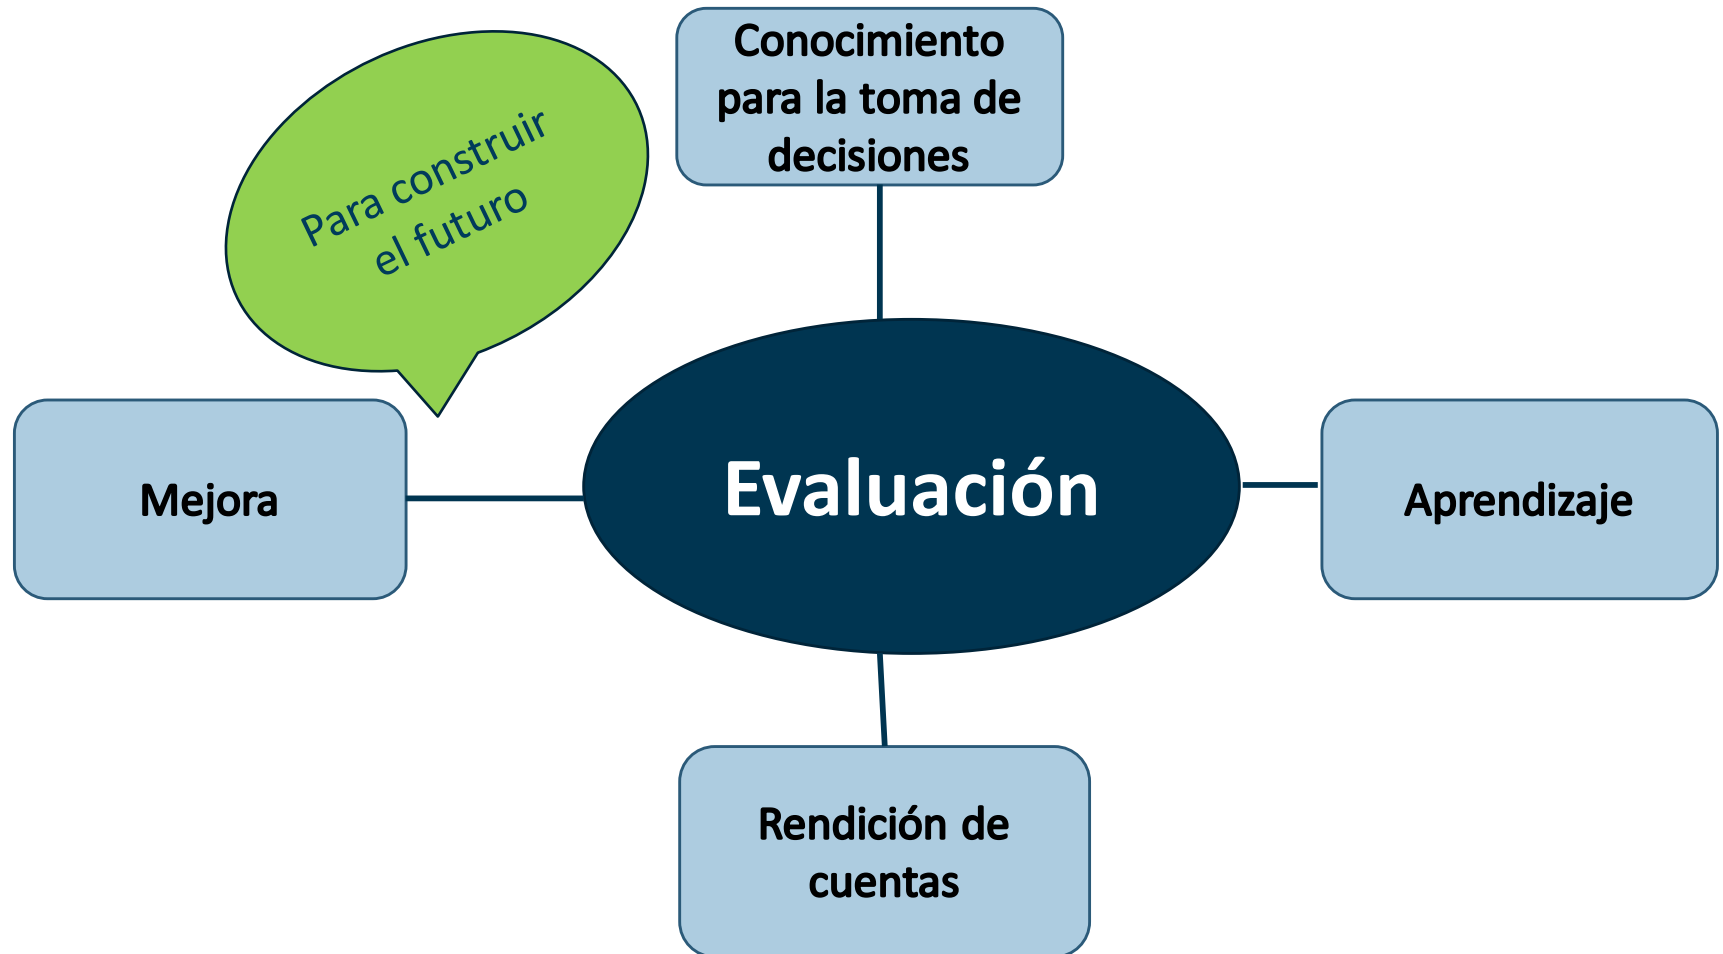 Conocimiento
para la toma de
decisiones
Para construir
el futuro
Mejora
Evaluación
Aprendizaje
Rendición de
cuentas